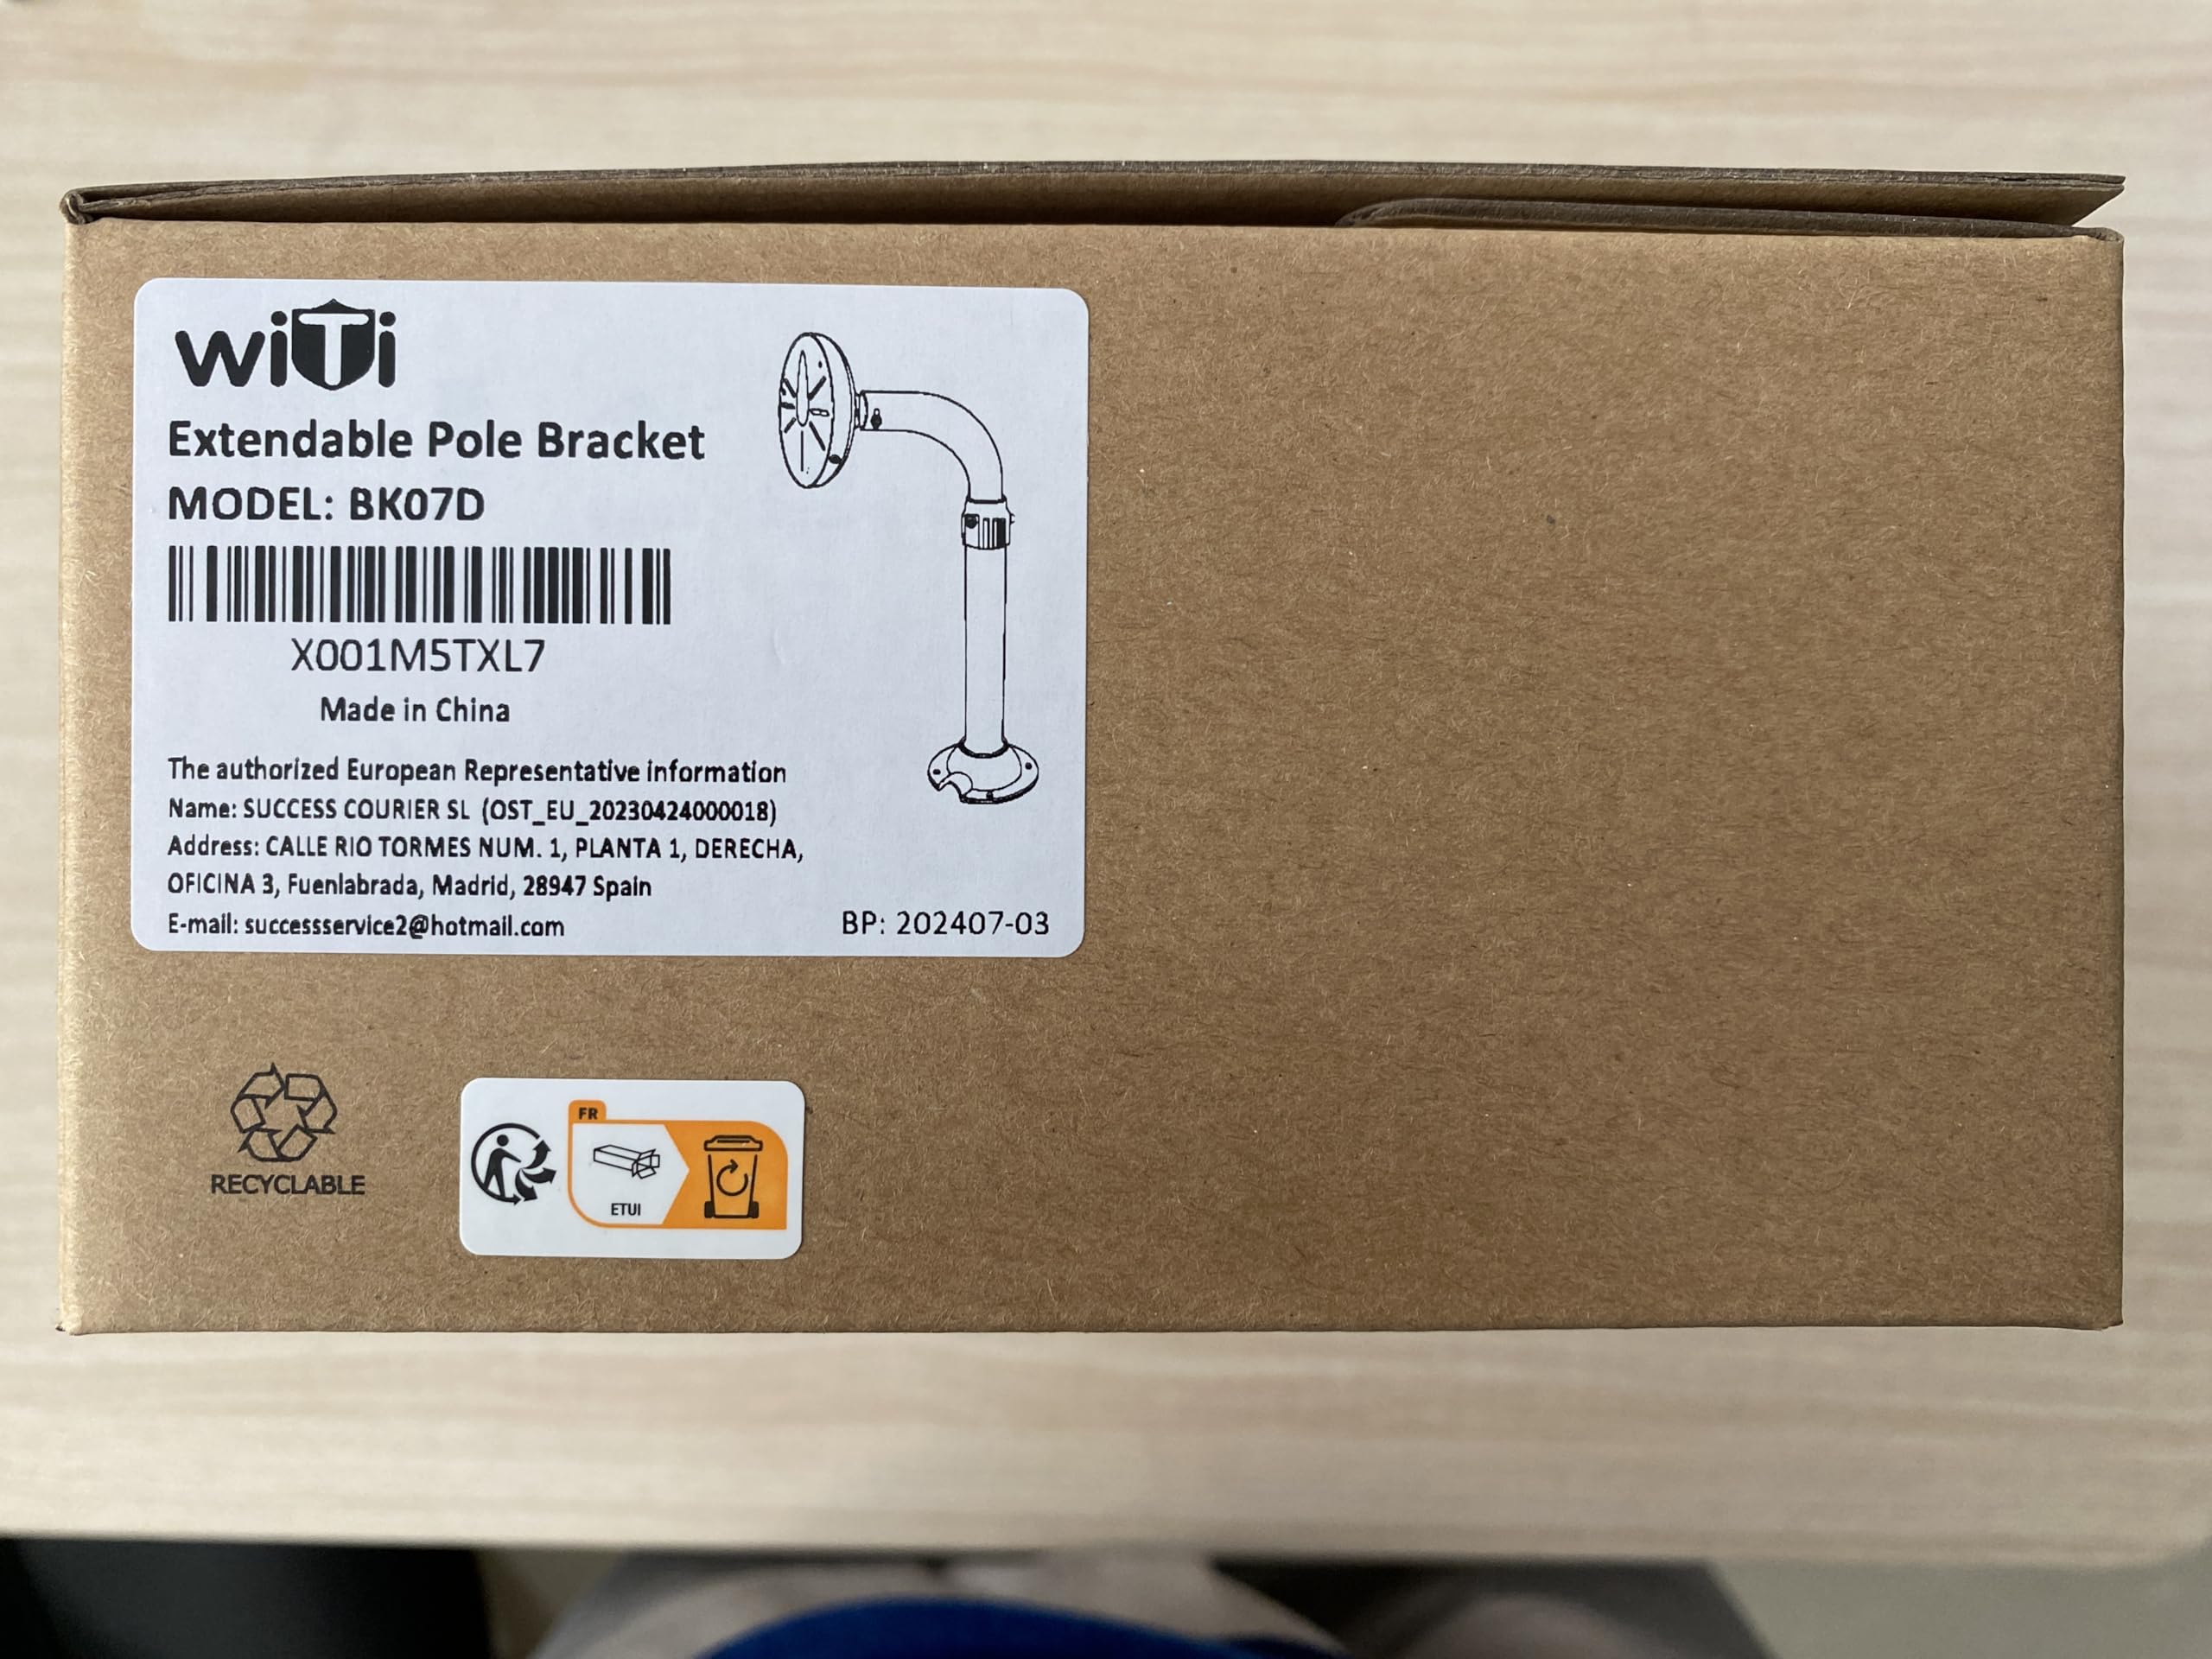 wiTi
Extendable Pole Bracket
MODEL: BK07D
X001M5TXL7
Made in China
The authorized European Representative information
Name: SUCCESS COURIER SL (OST_EU_20230424000018)
Address: CALLE RIO TORMES NUM. 1, PLANTA 1, DERECHA,
OFICINA 3, Fuenlabrada, Madrid, 28947 Spain
E-mail: successservice2@hotmail.com
BP: 202407-03
RECYCLABLE
FR
ETUI